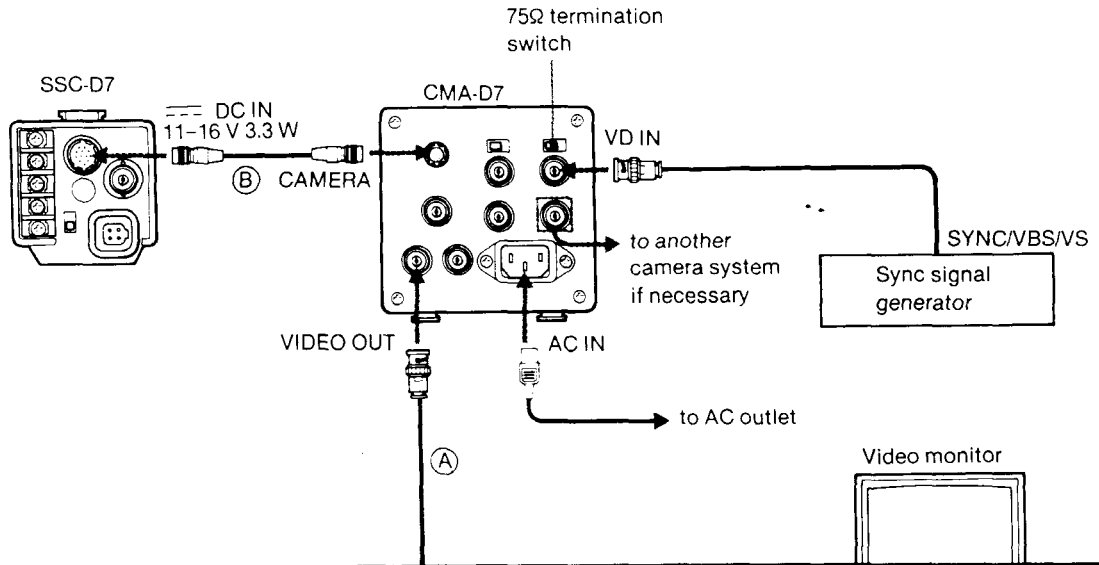 75Ω termination
switch
SSC-D7
CMA-D7
DC IN
11–16 V 3.3 W
VD IN
Ⓑ
CAMERA
to another
camera system
if necessary
SYNC/VBS/VS
Sync signal
generator
VIDEO OUT
AC IN
to AC outlet
Ⓐ
Video monitor